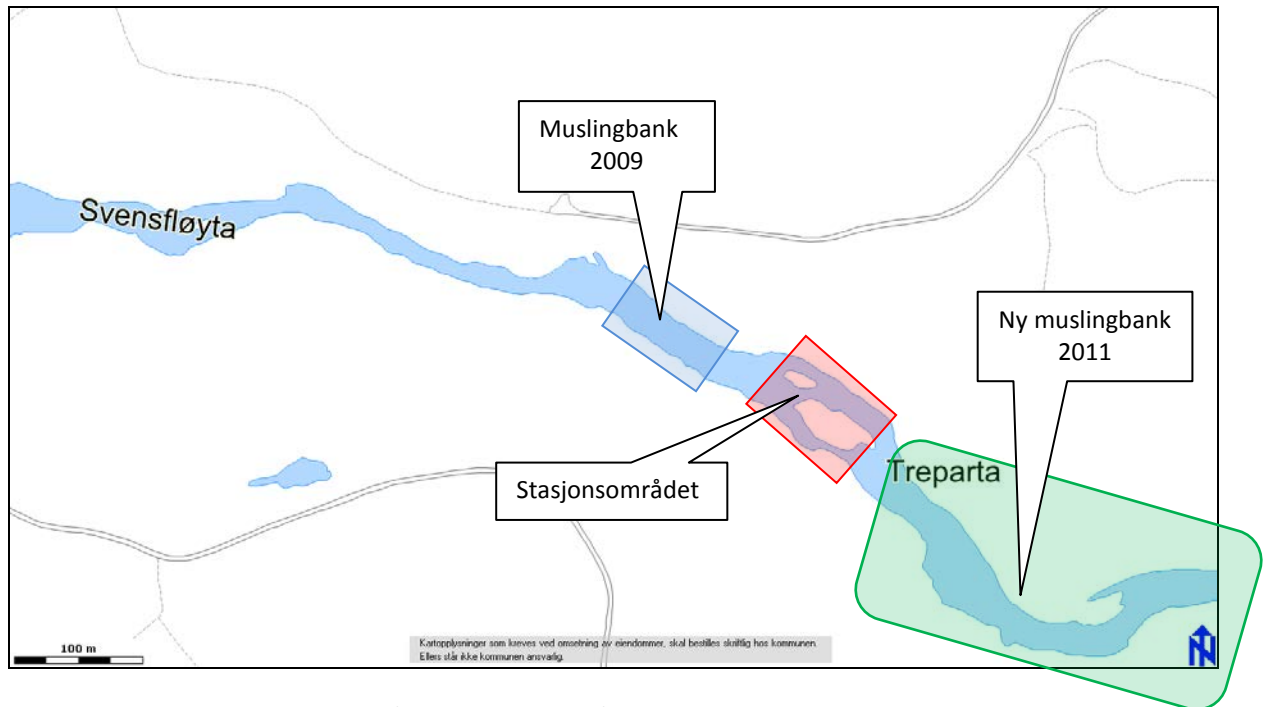 Muslingbank
2009
Svensfløyta
Ny muslingbank
2011
Treparta
Stasjonsområdet
100 m
Kartopplysninger som kreves ved omsetning av eiendommer, skal bestilles skriftlig hos kommunen.
Ellers står ikke kommunen ansvarlig.
N